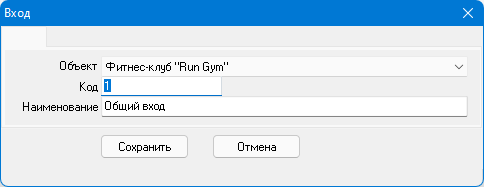 Вход
Объект Фитнес-клуб "Run Gym"
Код 1
Наименование Общий вход
Сохранить Отмена